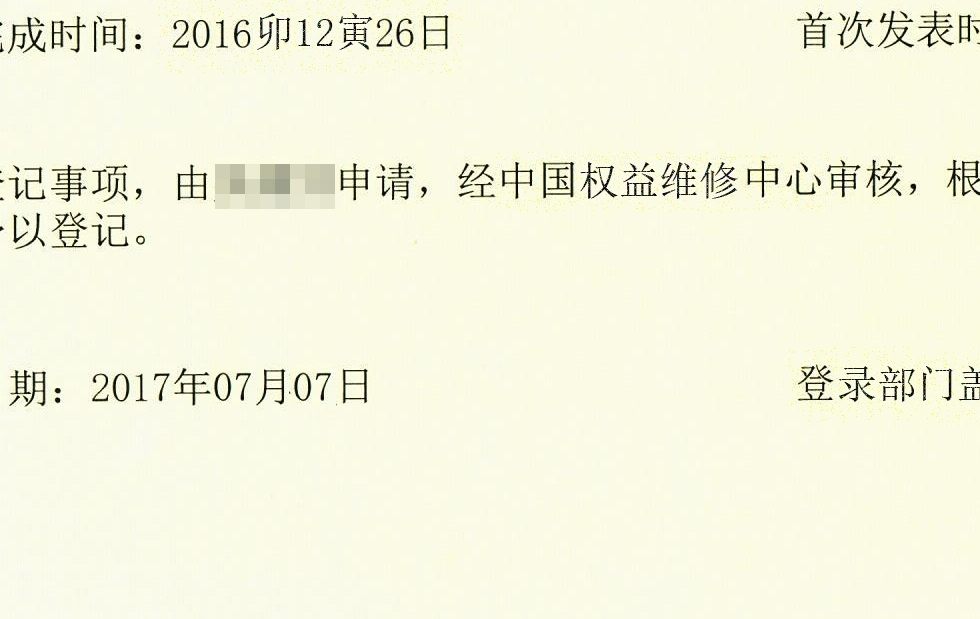 成时间：2016卯12寅26日 首次发表时
记事项，由 申请，经中国权益维修中心审核，根
以登记。
期：2017年07月07日 登录部门盖